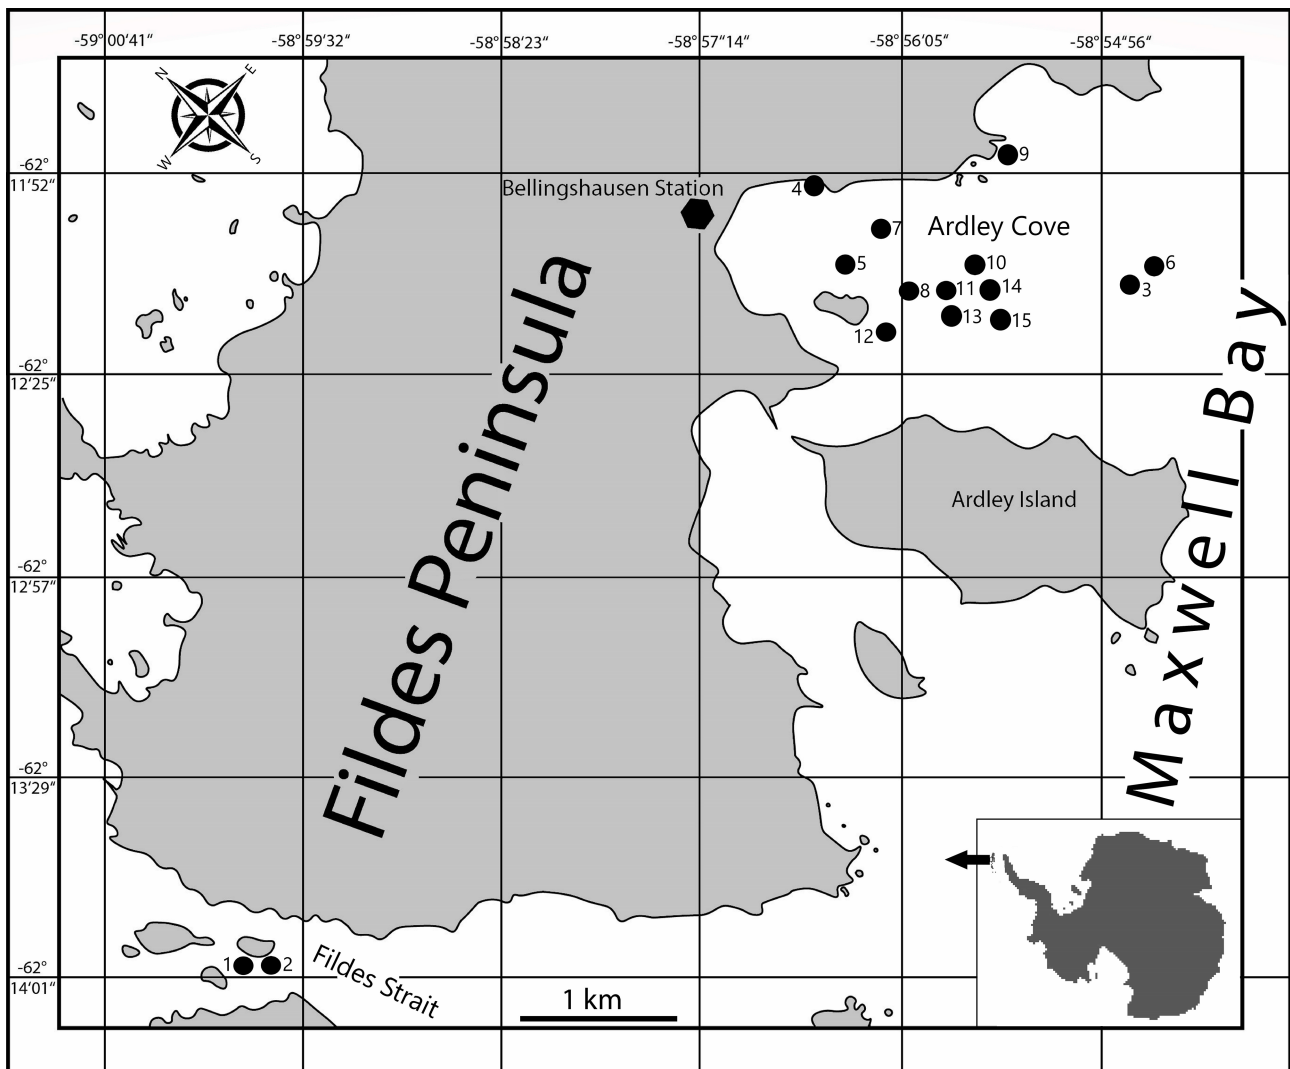 -59°00′41″ -58°59′32″ -58°58′23″ -58°57′14″ -58°56′05″ -58°54′56″
N E
W S
-62°
11′52″
9
Bellingshausen Station
4
7
Ardley Cove
5
10
6
8
11
14
3
13
15
12
-62°
12′25″
Fildes Peninsula
Maxwell Bay
Ardley Island
-62°
12′57″
-62°
13′29″
1
2
Fildes Strait
-62°
14′01″
1 km